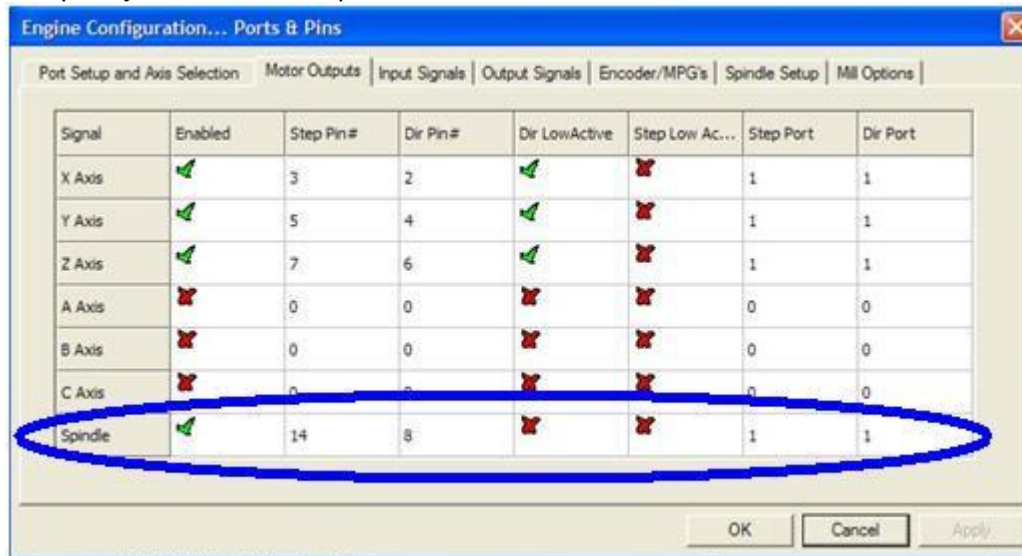 Engine Configuration... Ports & Pins
Port Setup and Axis Selection Motor Outputs Input Signals Output Signals Encoder/MPG's Spindle Setup Mill Options
Signal Enabled Step Pin# Dir Pin# Dir LowActive Step Low Ac... Step Port Dir Port
X Axis 3 2 1 1
Y Axis 5 4 1 1
Z Axis 7 6 1 1
A Axis 0 0 0 0
B Axis 0 0 0 0
C Axis 0 0 0 0
Spindle 14 8 1 1
OK Cancel Apply